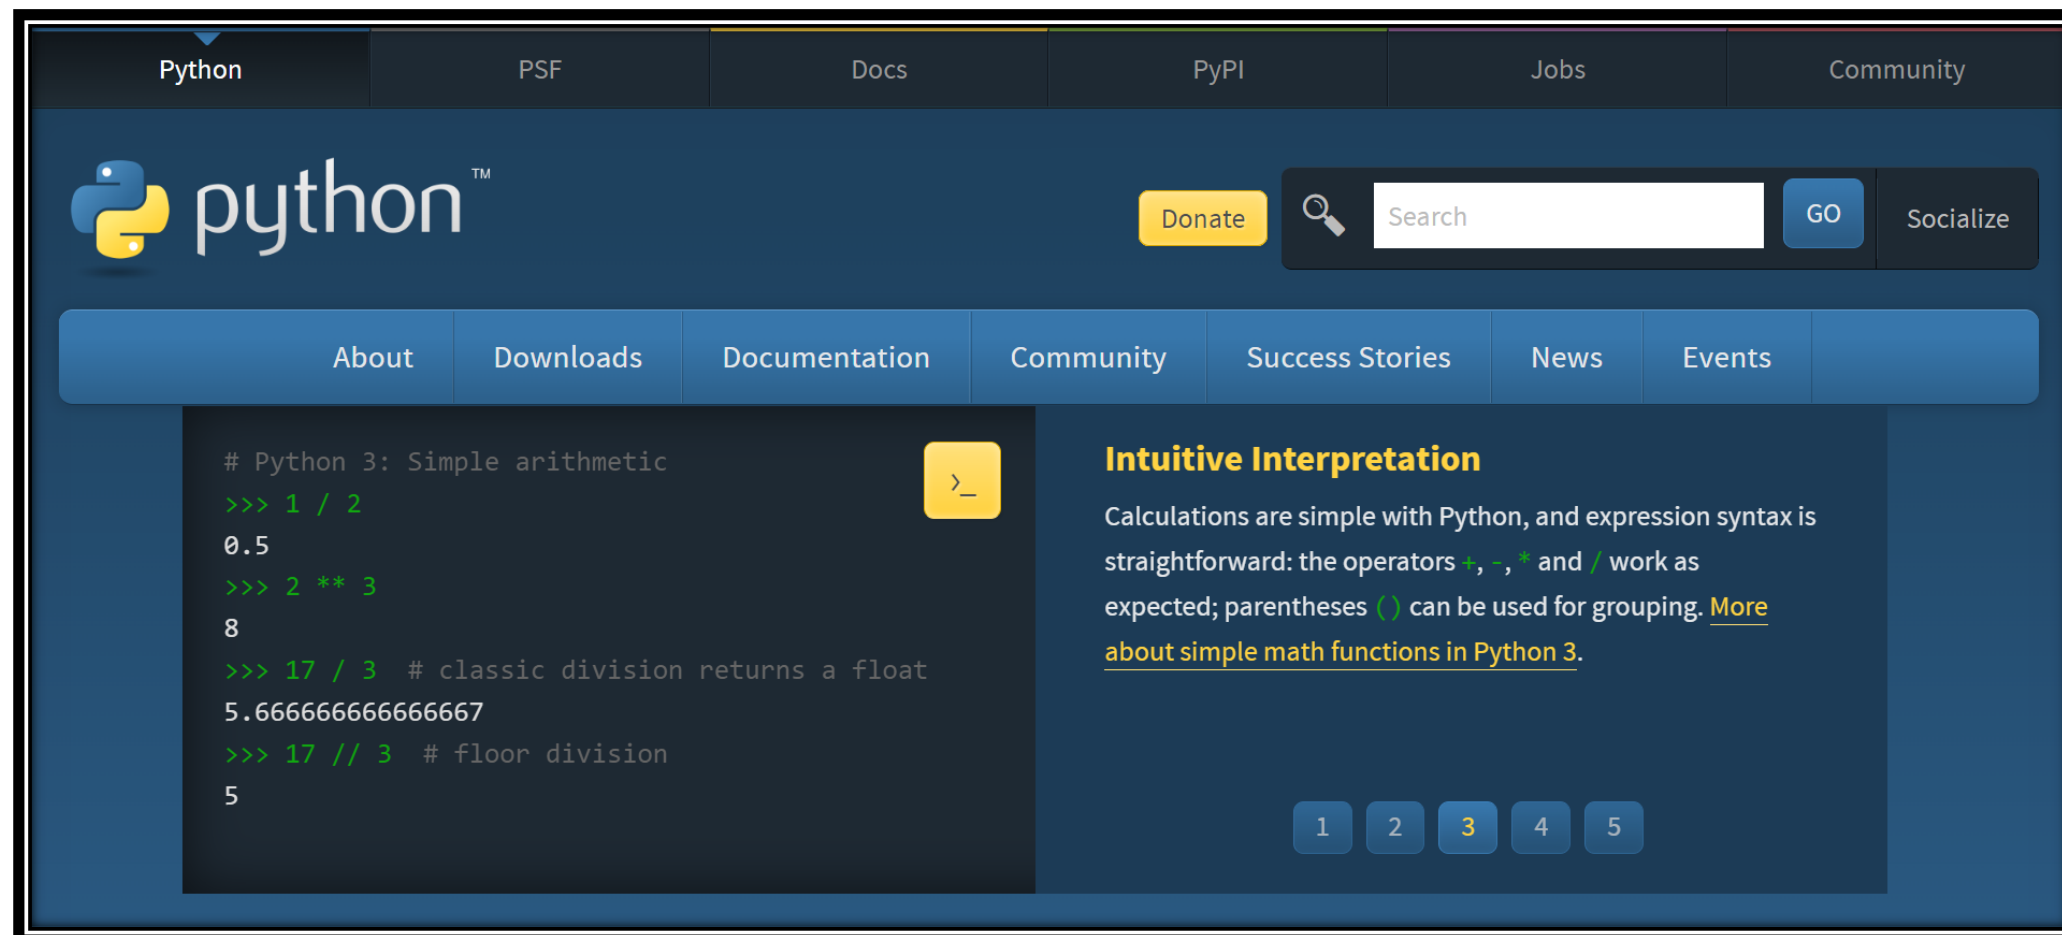 Python PSF Docs PyPI Jobs Community
python™
Donate Search GO Socialize
About Downloads Documentation Community Success Stories News Events
# Python 3: Simple arithmetic
>>> 1 / 2
0.5
>>> 2 ** 3
8
>>> 17 / 3  # classic division returns a float
5.666666666666667
>>> 17 // 3  # floor division
5
>_
Intuitive Interpretation
Calculations are simple with Python, and expression syntax is
straightforward: the operators +, -, * and / work as
expected; parentheses () can be used for grouping. More
about simple math functions in Python 3.
1 2 3 4 5